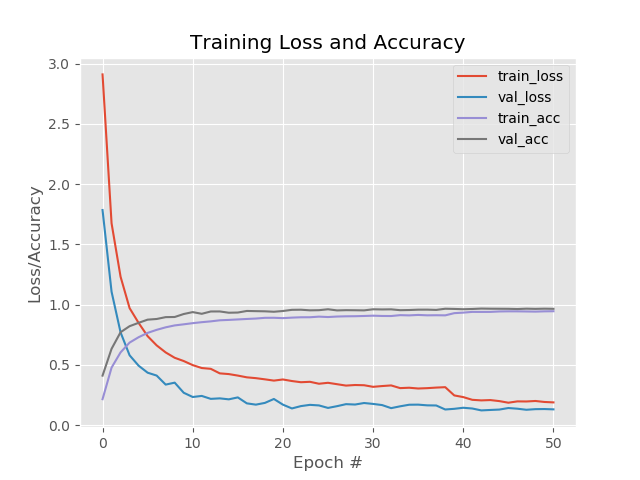 Training Loss and Accuracy
3.0
2.5
2.0
1.5
1.0
0.5
0.0
Loss/Accuracy
train_loss
val_loss
train_acc
val_acc
0 10 20 30 40 50
Epoch #